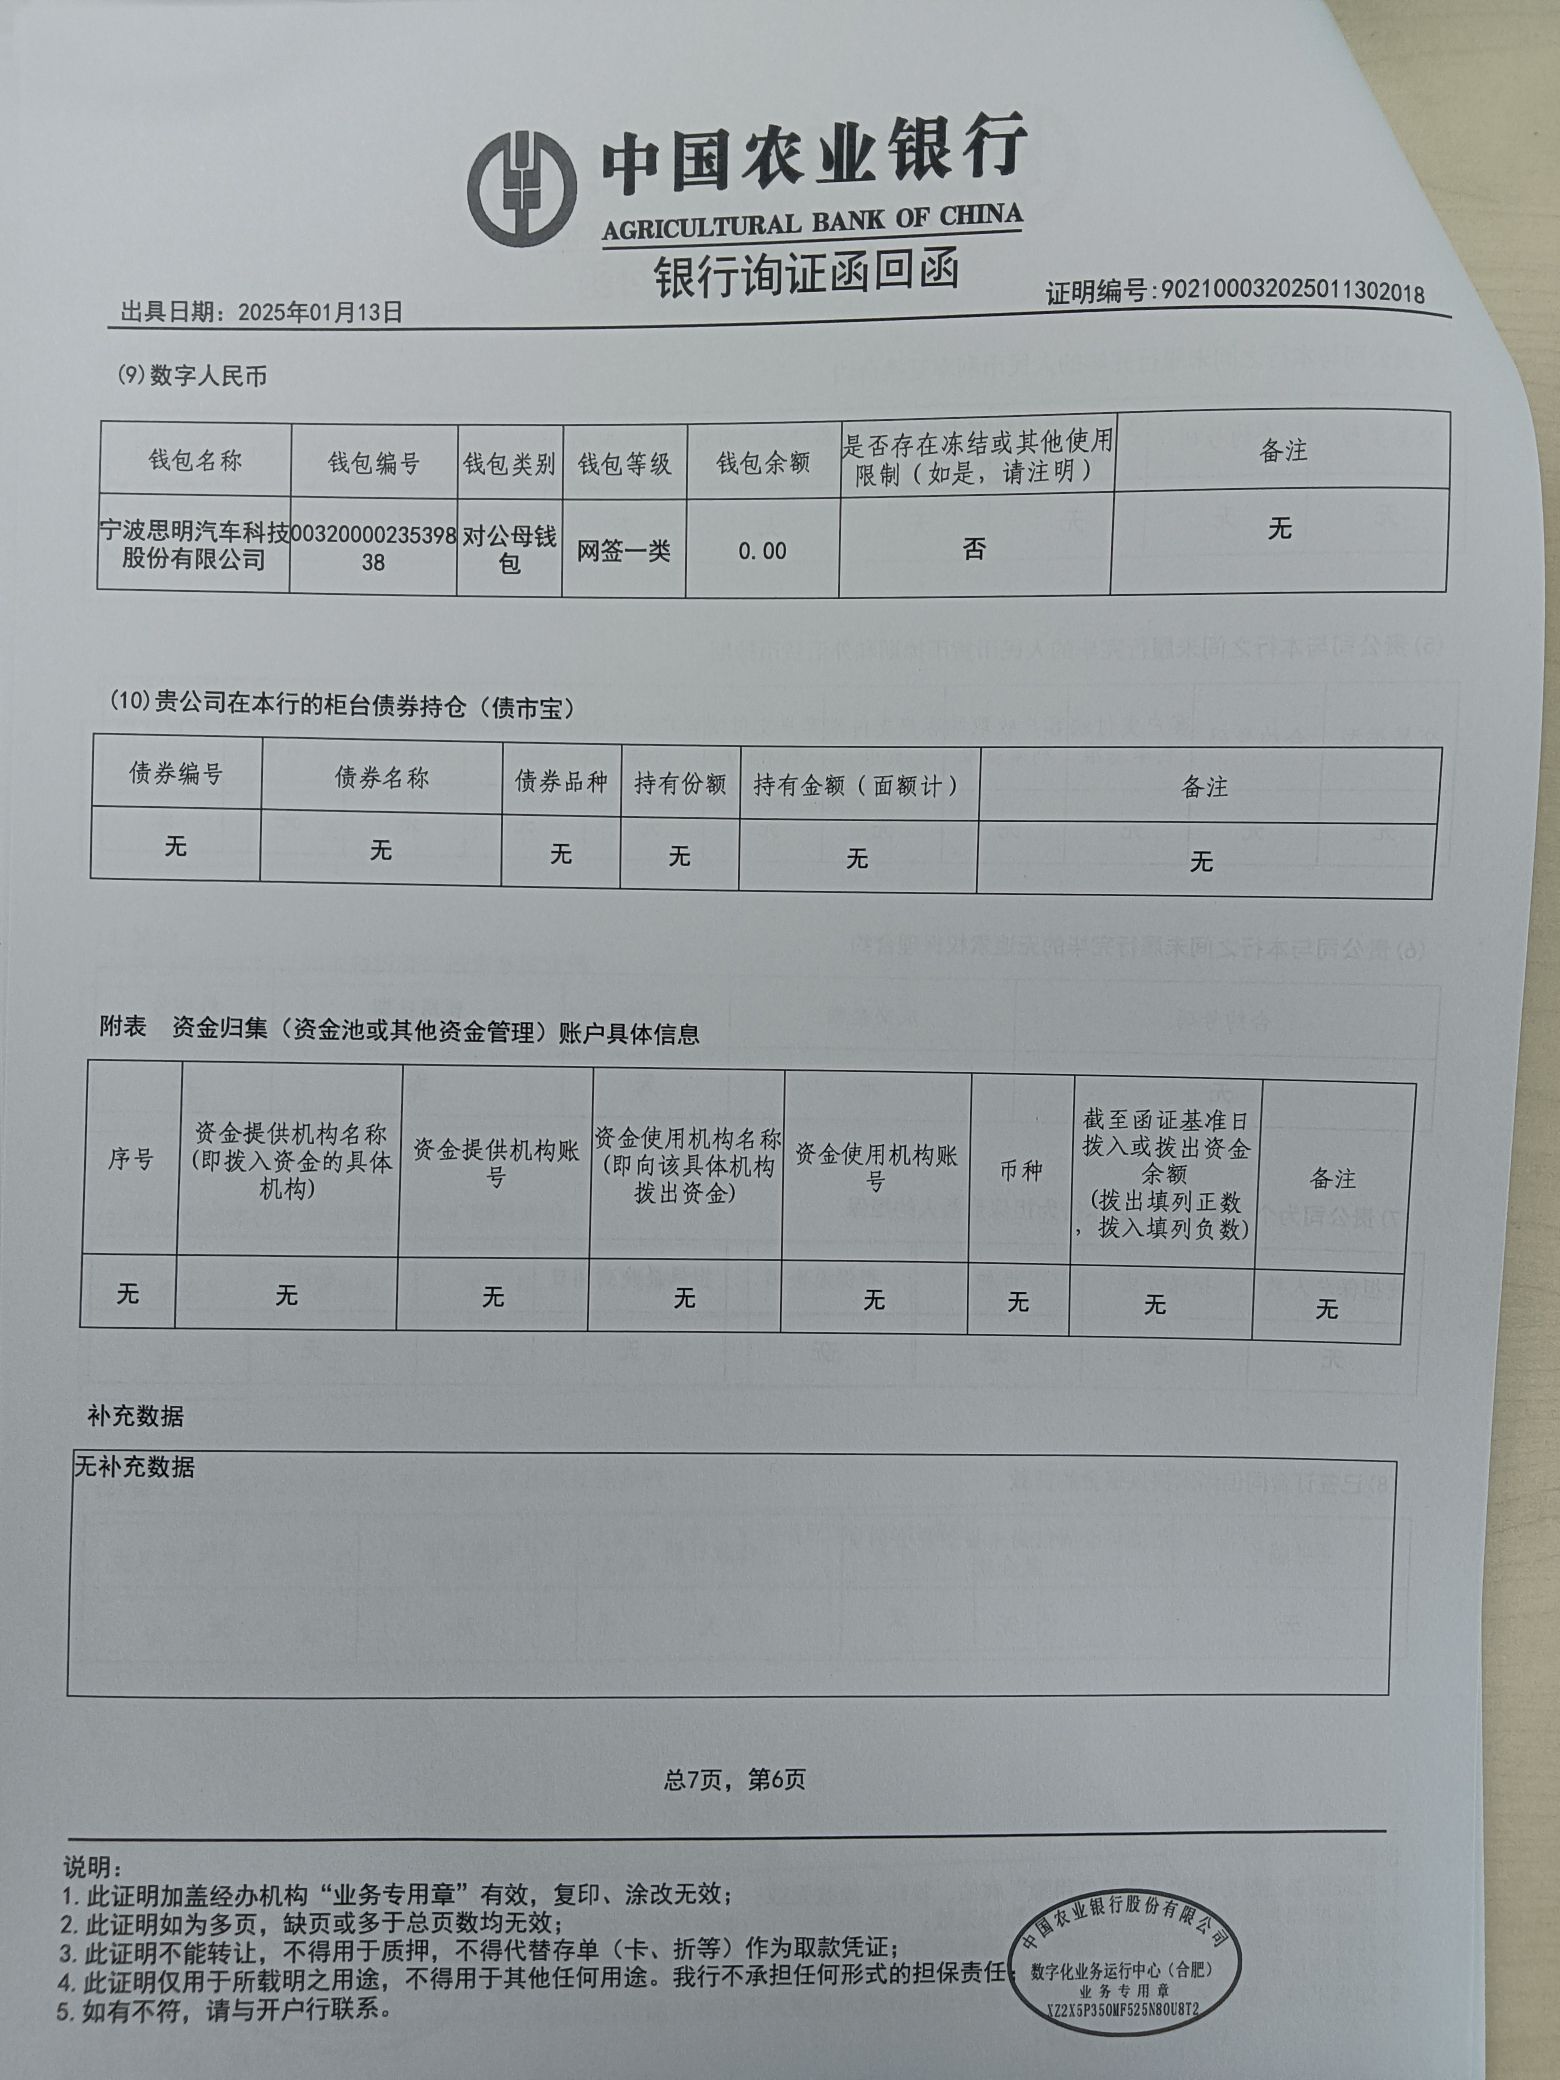 中国农业银行
AGRICULTURAL BANK OF CHINA
银行询证函回函
出具日期：2025年01月13日
证明编号:902100032025011302018
(9)数字人民币
钱包名称 钱包编号 钱包类别 钱包等级 钱包余额 是否存在冻结或其他使用限制（如是，请注明） 备注
宁波思明汽车科技股份有限公司 0032000023539838 对公母钱包 网签一类 0.00 否 无
(10)贵公司在本行的柜台债券持仓（债市宝）
债券编号 债券名称 债券品种 持有份额 持有金额（面额计） 备注
无 无 无 无 无 无
附表 资金归集（资金池或其他资金管理）账户具体信息
序号 资金提供机构名称(即拨入资金的具体机构) 资金提供机构账号 资金使用机构名称(即向该具体机构拨出资金) 资金使用机构账号 币种 截至函证基准日拨入或拨出资金余额(拨出填列正数，拨入填列负数) 备注
无 无 无 无 无 无 无 无
补充数据
无补充数据
总7页，第6页
说明：
1.此证明加盖经办机构“业务专用章”有效，复印、涂改无效；
2.此证明如为多页，缺页或多于总页数均无效；
3.此证明不能转让，不得用于质押，不得代替存单（卡、折等）作为取款凭证；
4.此证明仅用于所载明之用途，不得用于其他任何用途。我行不承担任何形式的担保责任；
5.如有不符，请与开户行联系。
中国农业银行股份有限公司
数字化业务运行中心（合肥）
业务专用章
XZ2X5P350MF525N80U8T2